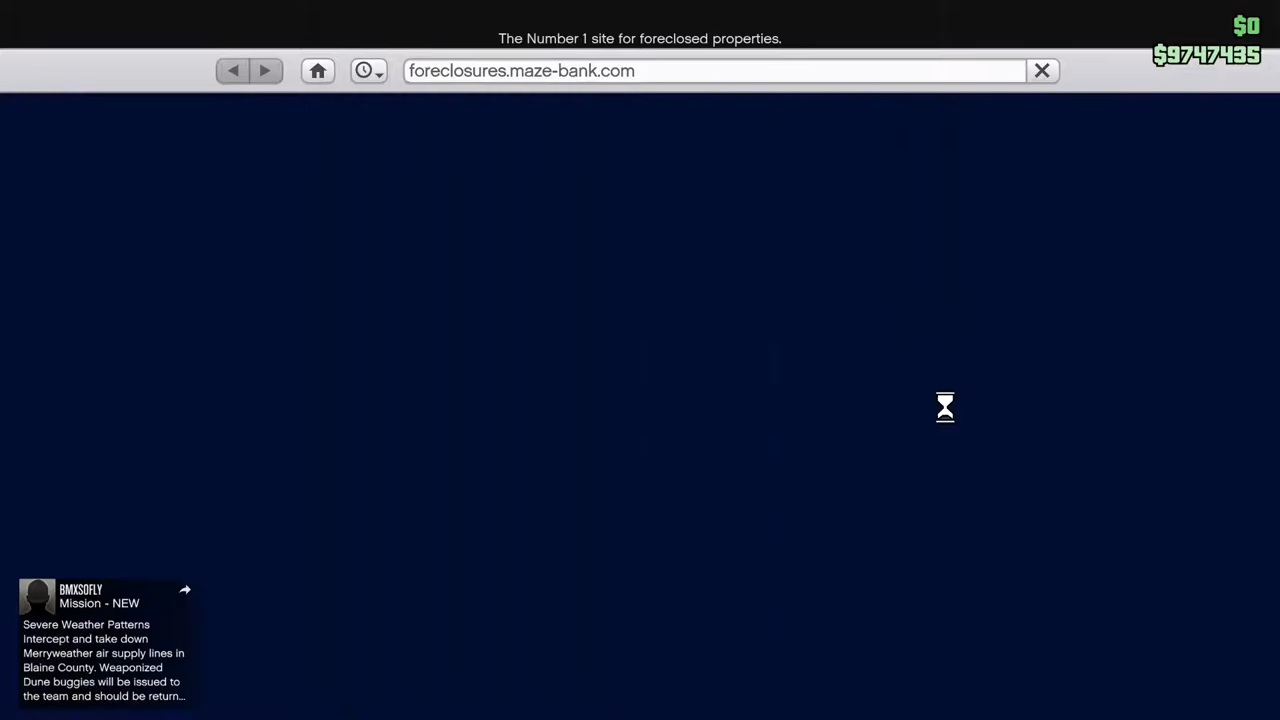 The Number 1 site for foreclosed properties.
$0
$9747435
foreclosures.maze-bank.com
BMXSOFLY
Mission - NEW
Severe Weather Patterns
Intercept and take down
Merryweather air supply lines in
Blaine County. Weaponized
Dune buggies will be issued to
the team and should be return...